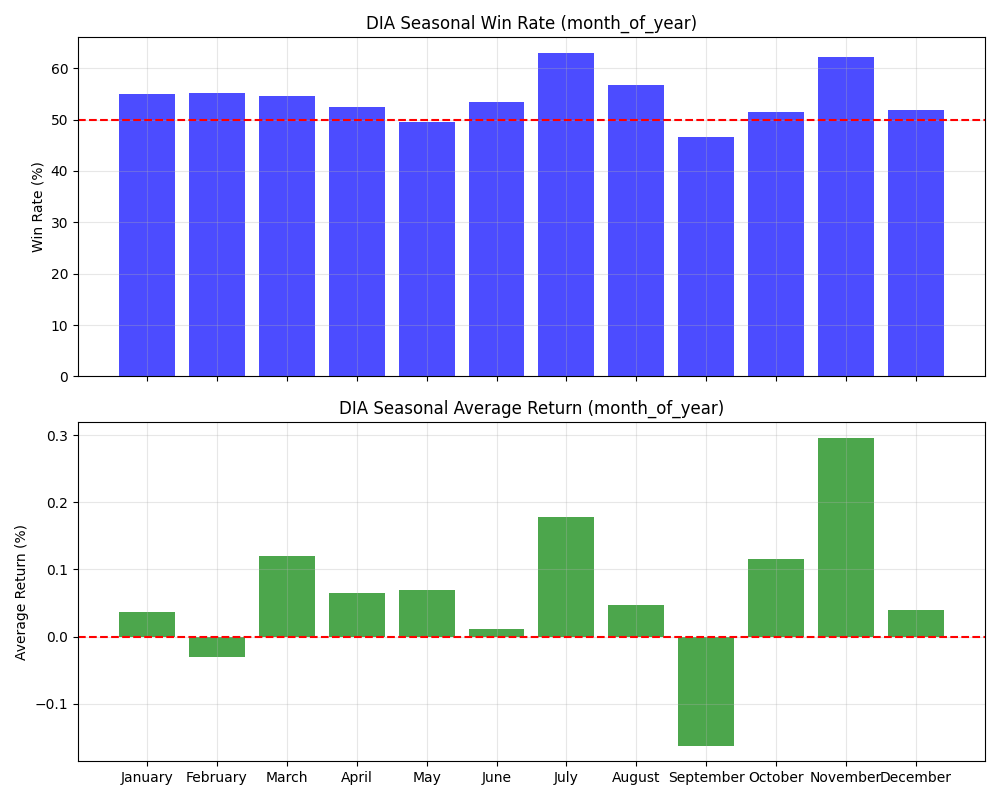 DIA Seasonal Win Rate (month_of_year)
Win Rate (%)
60
50
40
30
20
10
0
DIA Seasonal Average Return (month_of_year)
Average Return (%)
0.3
0.2
0.1
0.0
−0.1
January February March April May June July August September October November December